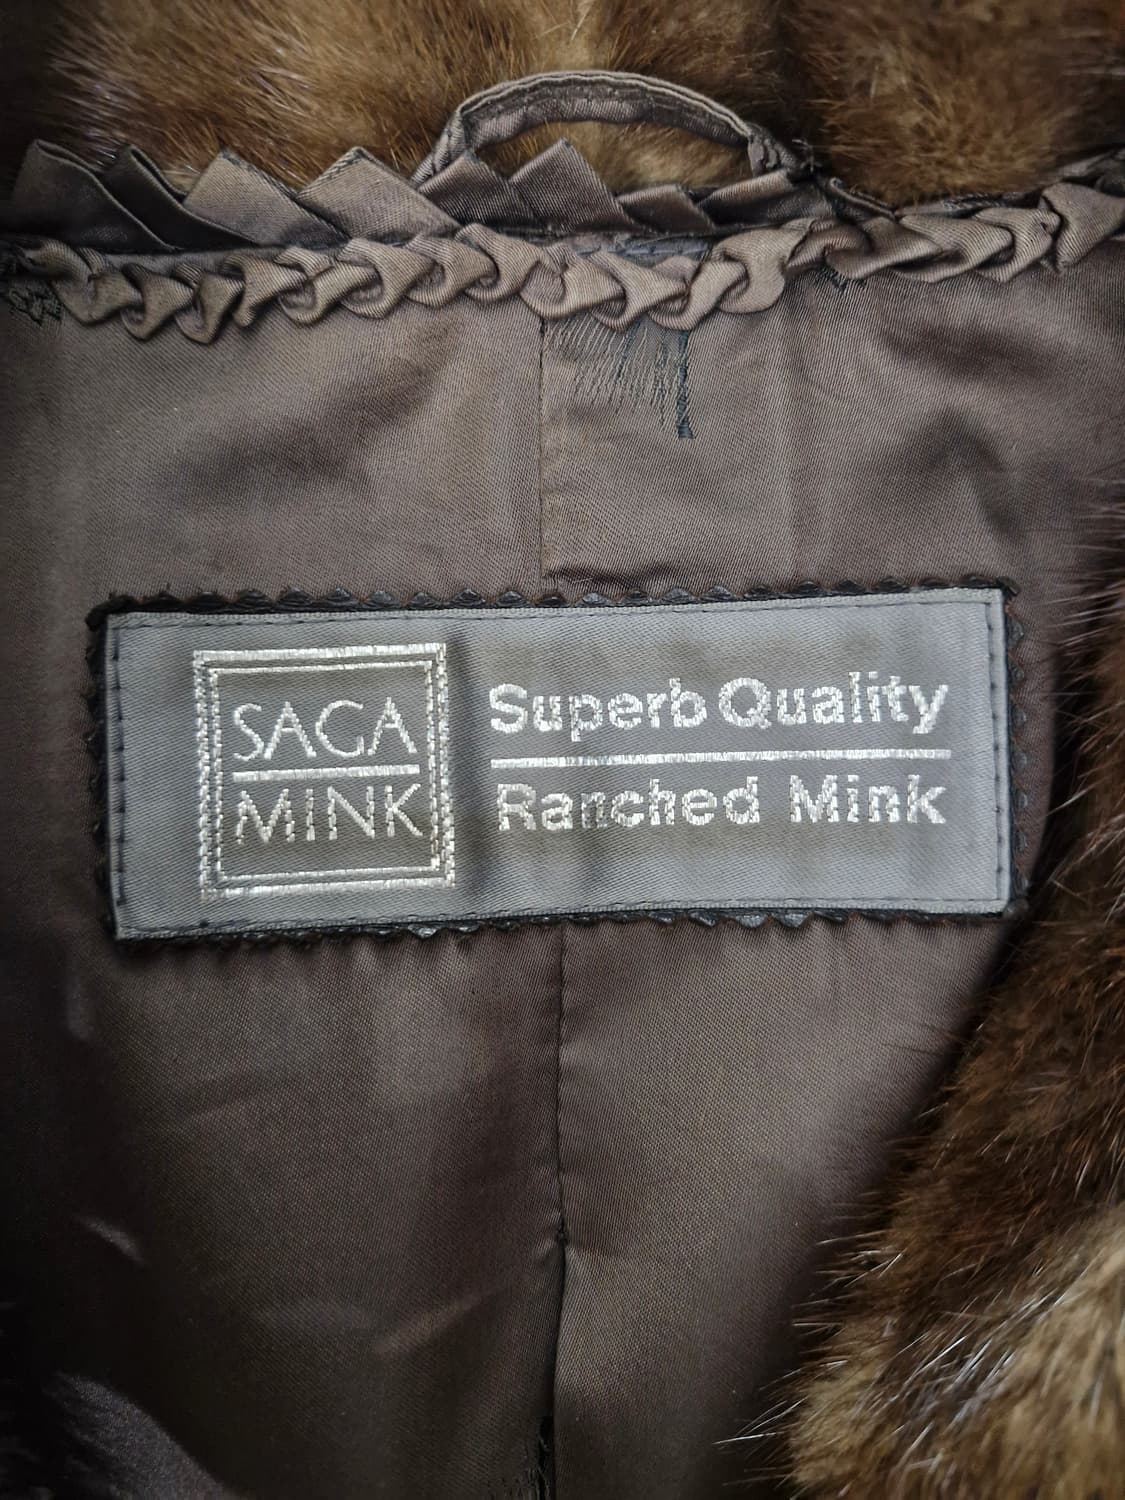 SAGA
MINK
Superb Quality
Ranched Mink